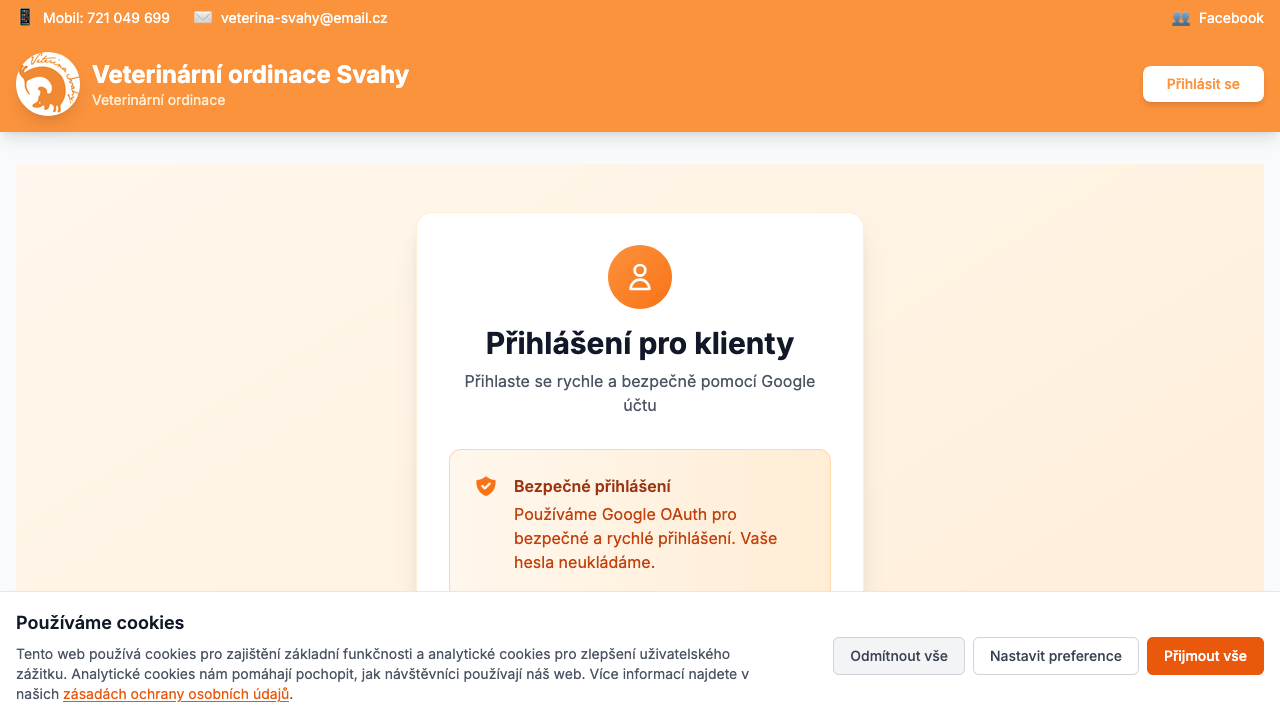 Mobil: 721 049 699
veterina-svahy@email.cz
Facebook
Veterinární ordinace Svahy
Veterinární ordinace
Přihlásit se
Přihlášení pro klienty
Přihlaste se rychle a bezpečně pomocí Google
účtu
Bezpečné přihlášení
Používáme Google OAuth pro
bezpečné a rychlé přihlášení. Vaše
hesla neukládáme.
Používáme cookies
Tento web používá cookies pro zajištění základní funkčnosti a analytické cookies pro zlepšení uživatelského
zážitku. Analytické cookies nám pomáhají pochopit, jak návštěvníci používají náš web. Více informací najdete v
našich zásadách ochrany osobních údajů.
Odmítnout vše
Nastavit preference
Přijmout vše